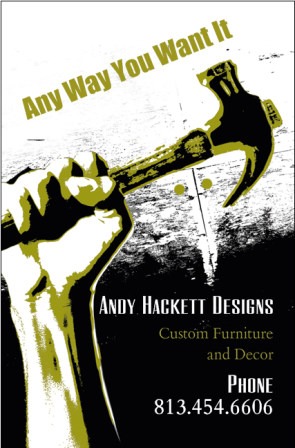 Any Way You Want It
Andy Hackett Designs
Custom Furniture
and Decor
Phone
813.454.6606